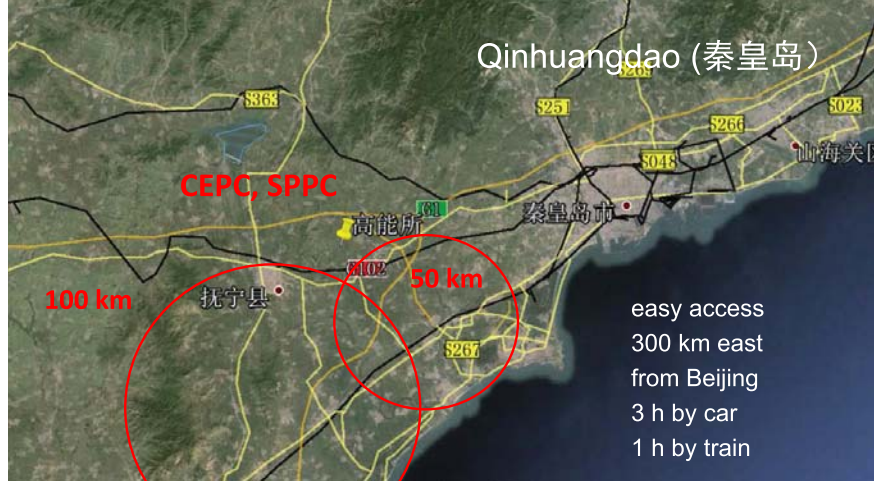 Qinhuangdao (秦皇岛）
S363
S251
S265
S266
S023
S048
山海关区
CEPC, SPPC
G1
秦皇岛市
高能所
G102
50 km
100 km
抚宁县
S267
easy access
300 km east
from Beijing
3 h by car
1 h by train